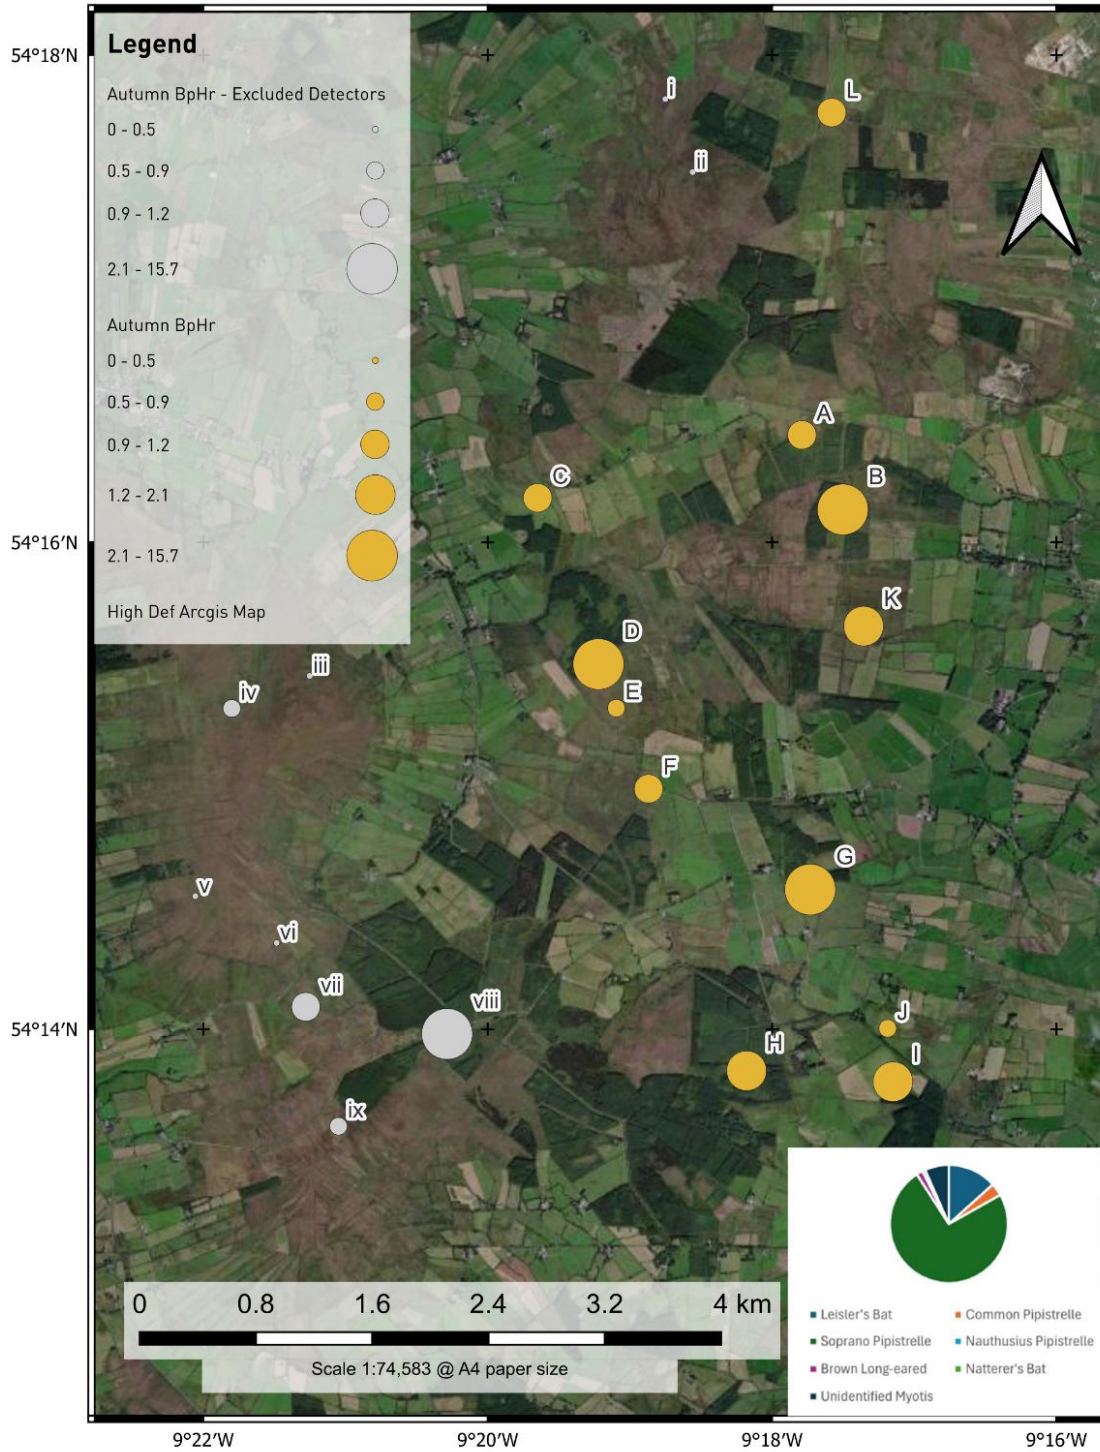 Legend
Autumn BpHr - Excluded Detectors
0 - 0.5
0.5 - 0.9
0.9 - 1.2
2.1 - 15.7
Autumn BpHr
0 - 0.5
0.5 - 0.9
0.9 - 1.2
1.2 - 2.1
2.1 - 15.7
High Def Arcgis Map
54°18'N
i
L
ii
A
C
B
54°16'N
K
D
iii
iv
E
F
G
v
vi
vii
viii
54°14'N
J
H
I
ix
0 0.8 1.6 2.4 3.2 4 km
Scale 1:74,583 @ A4 paper size
Leisler's Bat
Common Pipistrelle
Soprano Pipistrelle
Nauthusius Pipistrelle
Brown Long-eared
Natterer's Bat
Unidentified Myotis
9°22'W 9°20'W 9°18'W 9°16'W